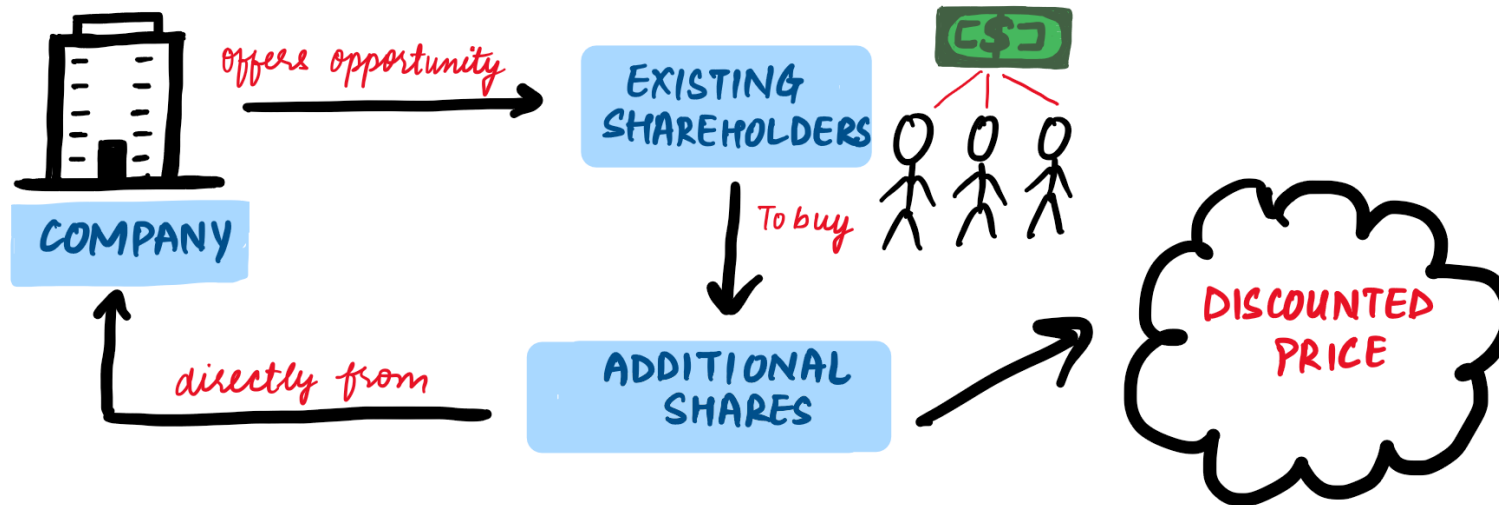 offers opportunity
EXISTING
SHAREHOLDERS
$
COMPANY
To buy
DISCOUNTED
PRICE
directly from
ADDITIONAL
SHARES